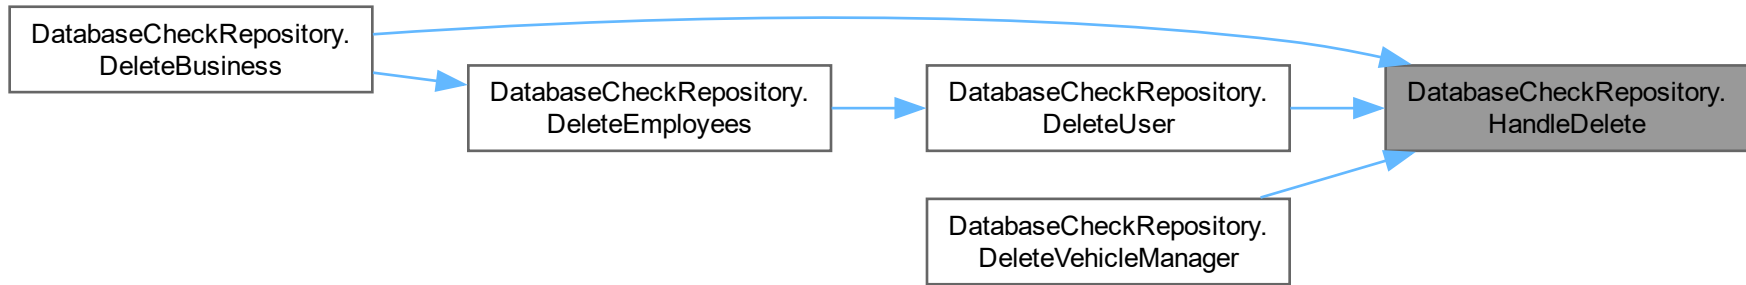 DatabaseCheckRepository.
DeleteBusiness
DatabaseCheckRepository.
DeleteEmployees
DatabaseCheckRepository.
DeleteUser
DatabaseCheckRepository.
HandleDelete
DatabaseCheckRepository.
DeleteVehicleManager